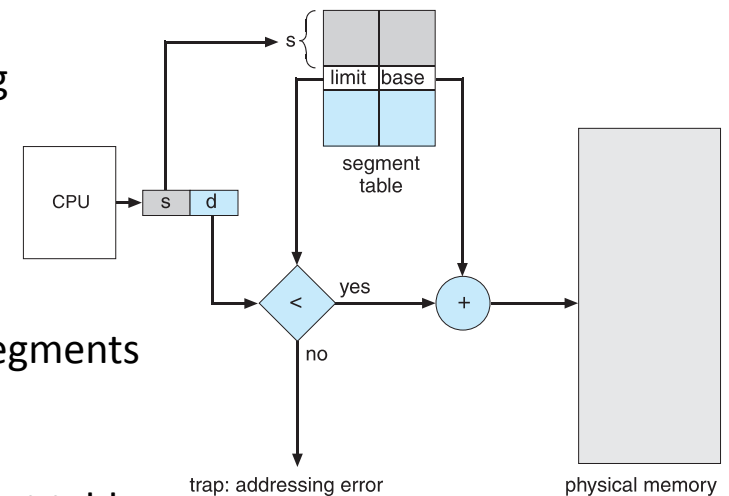 g
s
limit base
segment
table
CPU
s d
<
yes
+
egments
no
trap: addressing error
physical memory